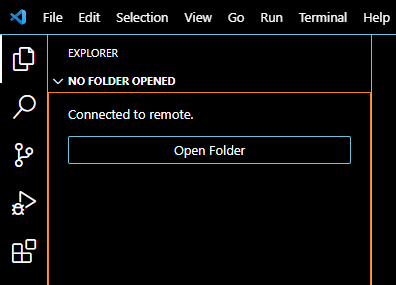 File Edit Selection View Go Run Terminal Help
EXPLORER
NO FOLDER OPENED
Connected to remote.
Open Folder